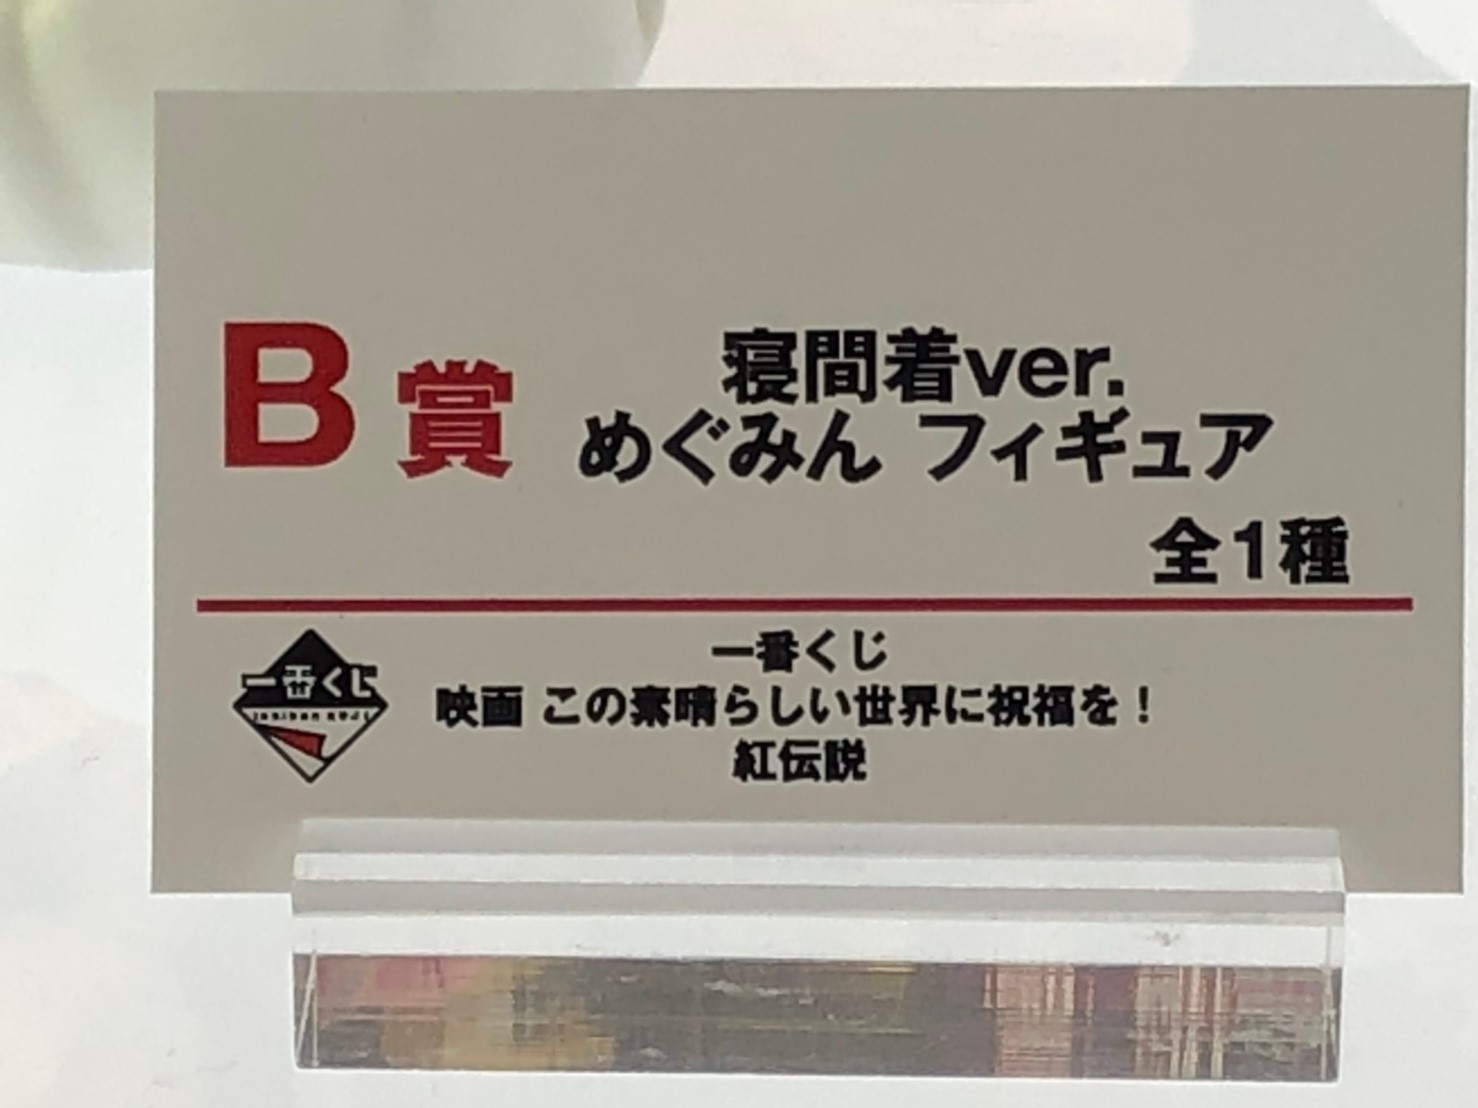 B賞
寝間着ver.
めぐみん フィギュア
全1種
一番くじ
一番くじ
映画 この素晴らしい世界に祝福を!
紅伝説